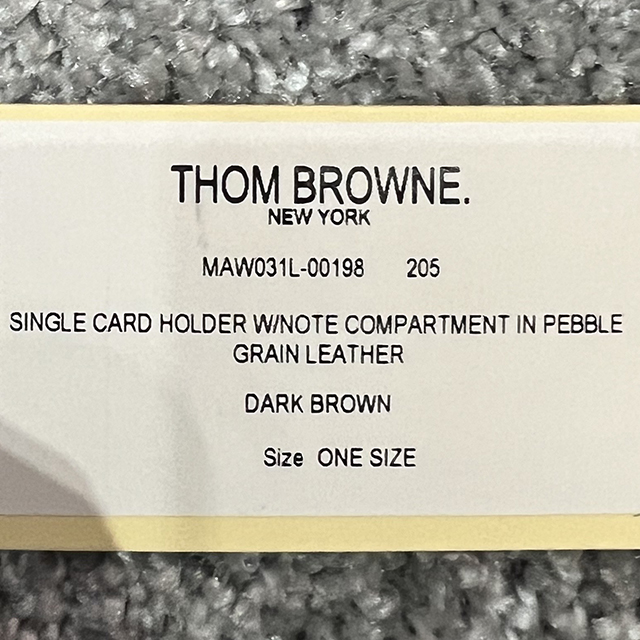 THOM BROWNE.
NEW YORK
MAW031L-00198 205
SINGLE CARD HOLDER W/NOTE COMPARTMENT IN PEBBLE
GRAIN LEATHER
DARK BROWN
Size ONE SIZE